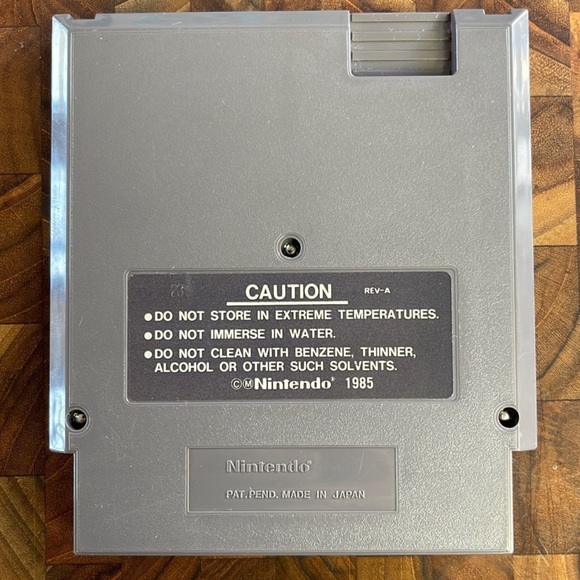 CAUTION REV-A
●DO NOT STORE IN EXTREME TEMPERATURES.
●DO NOT IMMERSE IN WATER.
●DO NOT CLEAN WITH BENZENE, THINNER,
ALCOHOL OR OTHER SUCH SOLVENTS.
©ⓂNintendo® 1985
Nintendo®
PAT. PEND. MADE IN JAPAN